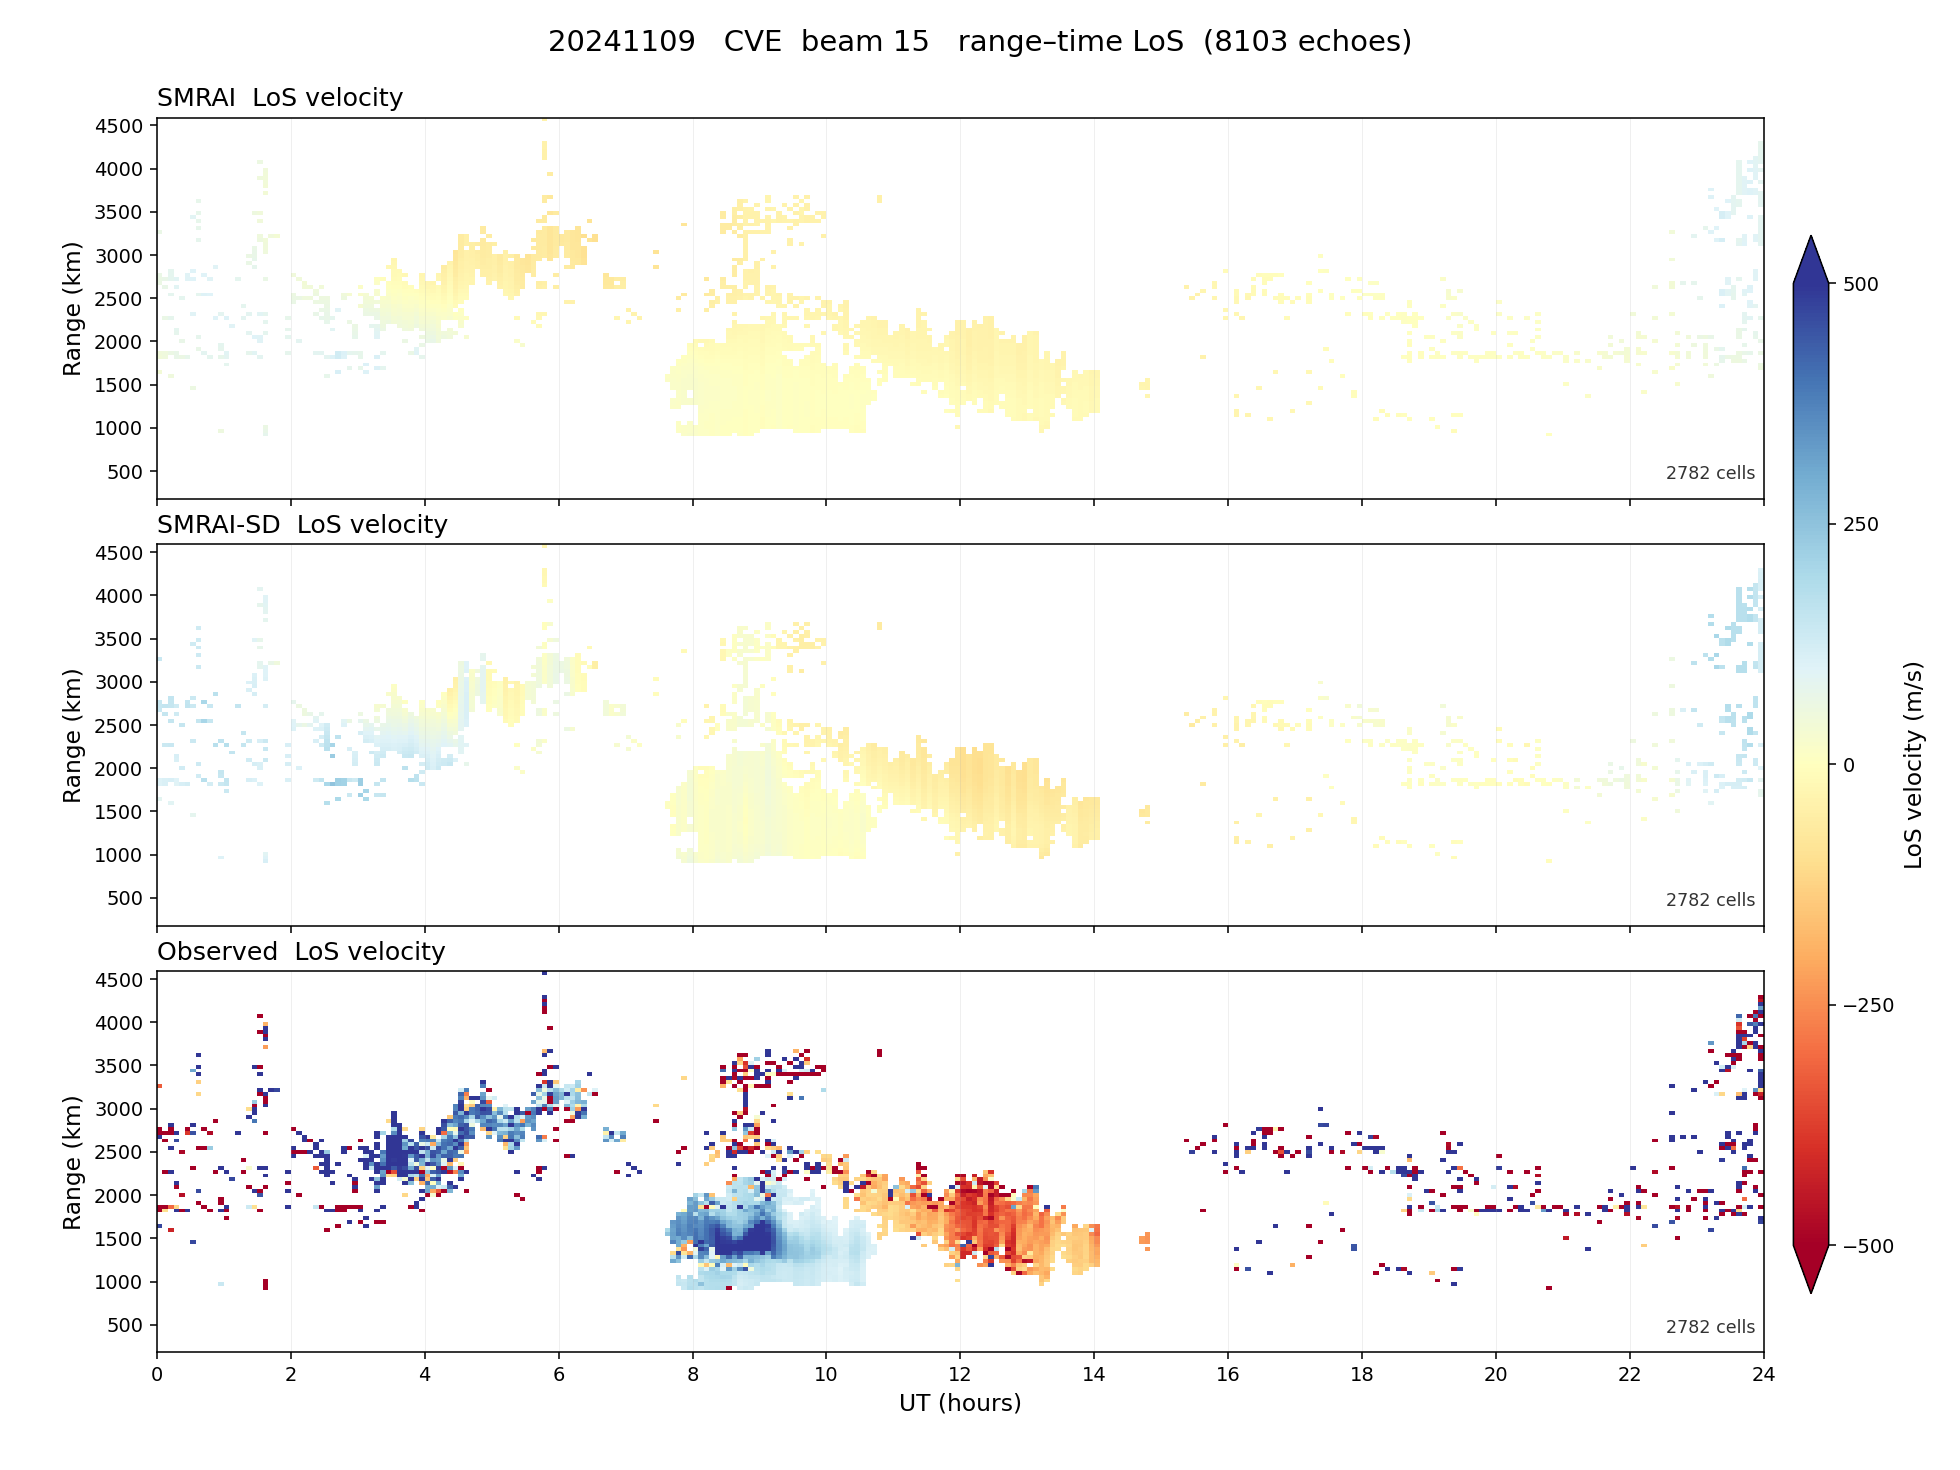 20241109   CVE  beam 15   range–time LoS  (8103 echoes)
SMRAI  LoS velocity
4500
4000
3500
3000
2500
2000
1500
1000
500
Range (km)
2782 cells
SMRAI-SD  LoS velocity
4500
4000
3500
3000
2500
2000
1500
1000
500
Range (km)
2782 cells
Observed  LoS velocity
4500
4000
3500
3000
2500
2000
1500
1000
500
Range (km)
2782 cells
0 2 4 6 8 10 12 14 16 18 20 22 24
UT (hours)
500
250
0
−250
−500
LoS velocity (m/s)